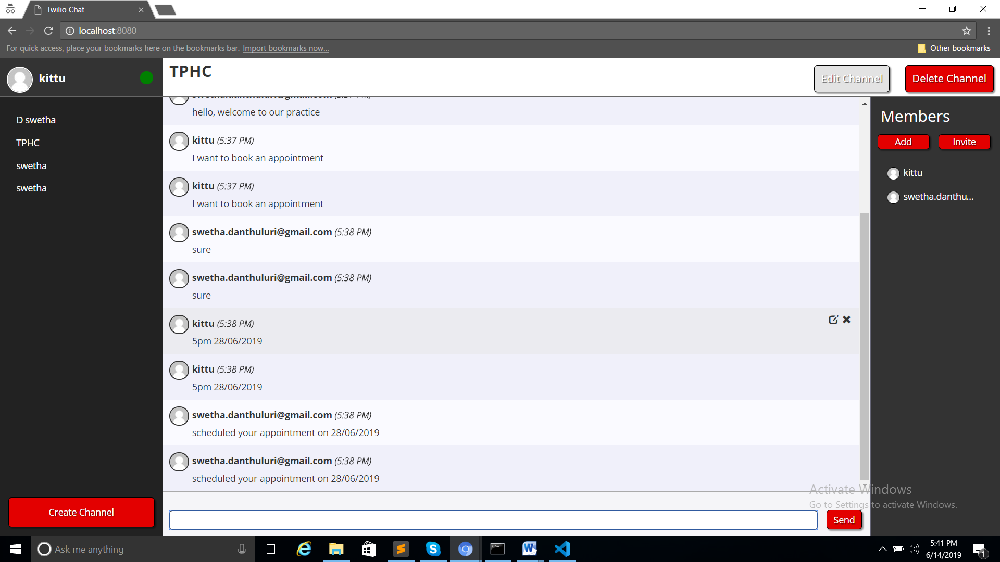 Twilio Chat
localhost:8080
For quick access, place your bookmarks here on the bookmarks bar. Import bookmarks now...
Other bookmarks
kittu
TPHC
Edit Channel
Delete Channel
D swetha
TPHC
swetha
swetha
Create Channel
hello, welcome to our practice
kittu (5:37 PM)
I want to book an appointment
kittu (5:37 PM)
I want to book an appointment
swetha.danthuluri@gmail.com (5:38 PM)
sure
swetha.danthuluri@gmail.com (5:38 PM)
sure
kittu (5:38 PM)
5pm 28/06/2019
kittu (5:38 PM)
5pm 28/06/2019
swetha.danthuluri@gmail.com (5:38 PM)
scheduled your appointment on 28/06/2019
swetha.danthuluri@gmail.com (5:38 PM)
scheduled your appointment on 28/06/2019
Send
Members
Add
Invite
kittu
swetha.danthu...
Activate Windows
Go to Settings to activate Windows.
Ask me anything
5:41 PM
6/14/2019
1